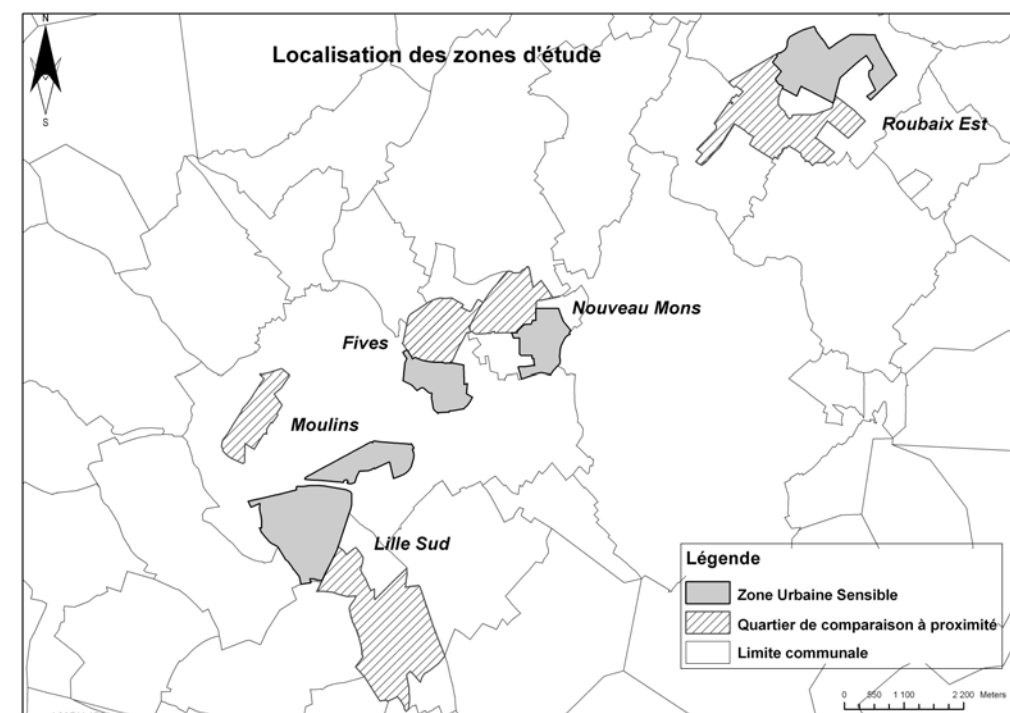 N
S
Localisation des zones d'étude
Roubaix Est
Nouveau Mons
Fives
Moulins
Lille Sud
Légende
Zone Urbaine Sensible
Quartier de comparaison à proximité
Limite communale
0 550 1 100 2 200 Meters